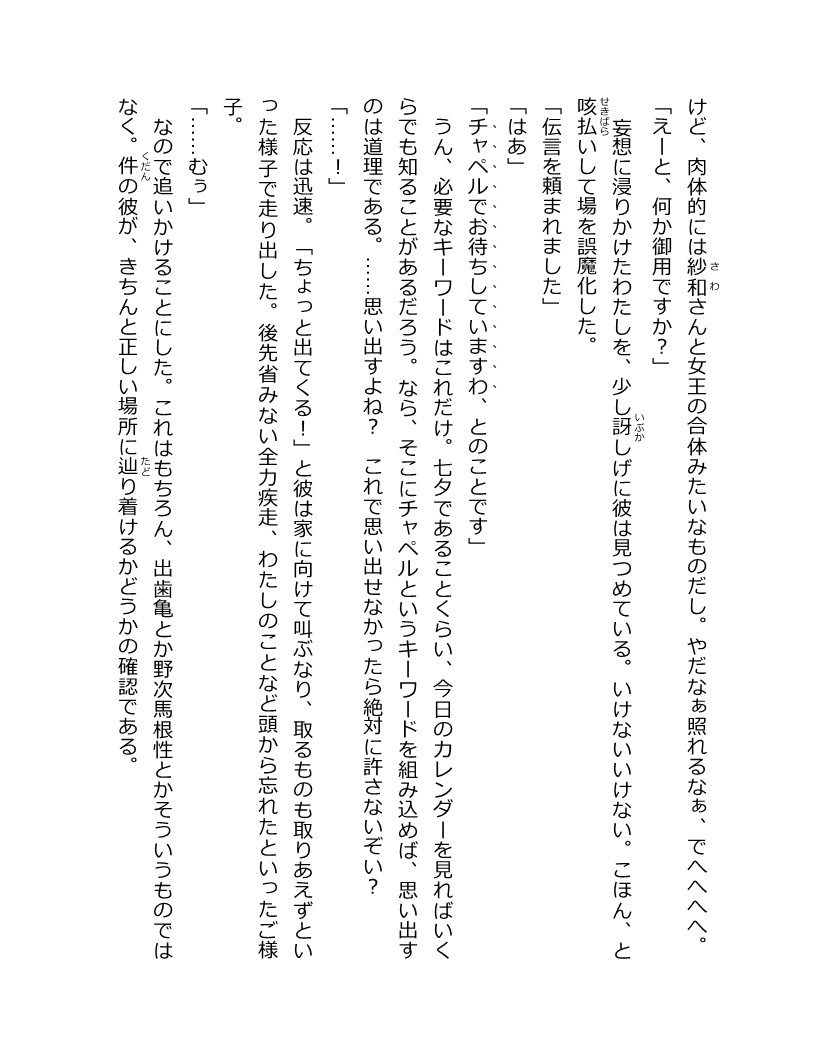 けど、肉体的には紗和さんと女王の合体みたいなものだし。やだなぁ照れるなぁ、でへへへへ。
「えーと、何か御用ですか？」
　妄想に浸りかけたわたしを、少し訝しげに彼は見つめている。いけないいけない。こほん、と
咳払いして場を誤魔化した。
「伝言を頼まれました」
「はあ」
「チャペルでお待ちしていますわ、とのことです」
　うん、必要なキーワードはこれだけ。七夕であることくらい、今日のカレンダーを見ればいく
らでも知ることがあるだろう。なら、そこにチャペルというキーワードを組み込めば、思い出す
のは道理である。……思い出すよね？　これで思い出せなかったら絶対に許さないぞい？
「……！」
　反応は迅速。「ちょっと出てくる！」と彼は家に向けて叫ぶなり、取るものも取りあえずとい
った様子で走り出した。後先省みない全力疾走、わたしのことなど頭から忘れたといったご様
子。
「……むぅ」
　なので追いかけることにした。これはもちろん、出歯亀とか野次馬根性とかそういうものでは
なく。件の彼が、きちんと正しい場所に辿り着けるかどうかの確認である。